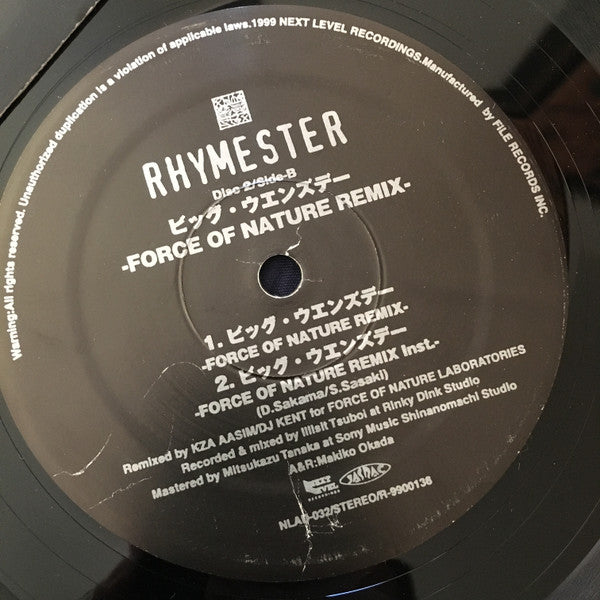 Warning:All rights reserved. Unauthorized duplication is a violation of applicable laws.1999 NEXT LEVEL RECORDINGS.Manufactured by FILE RECORDS INC.
RHYMESTER
Disc 2/Side-B
ビッグ・ウエンズデー
-FORCE OF NATURE REMIX-
1. ビッグ・ウエンズデー
-FORCE OF NATURE REMIX-
2. ビッグ・ウエンズデー
-FORCE OF NATURE REMIX Inst.-
(D.Sakama/S.Sasaki)
Remixed by KZA AASIM/DJ KENT for FORCE OF NATURE LABORATORIES
Recorded & mixed by Illisit Tsuboi at Rinky Dink Studio
Mastered by Mitsukazu Tanaka at Sony Music Shinanomachi Studio
A&R:Makiko Okada
NEXT LEVEL RECORDINGS
JASRAC
NLAD-032/STEREO/R-9900136